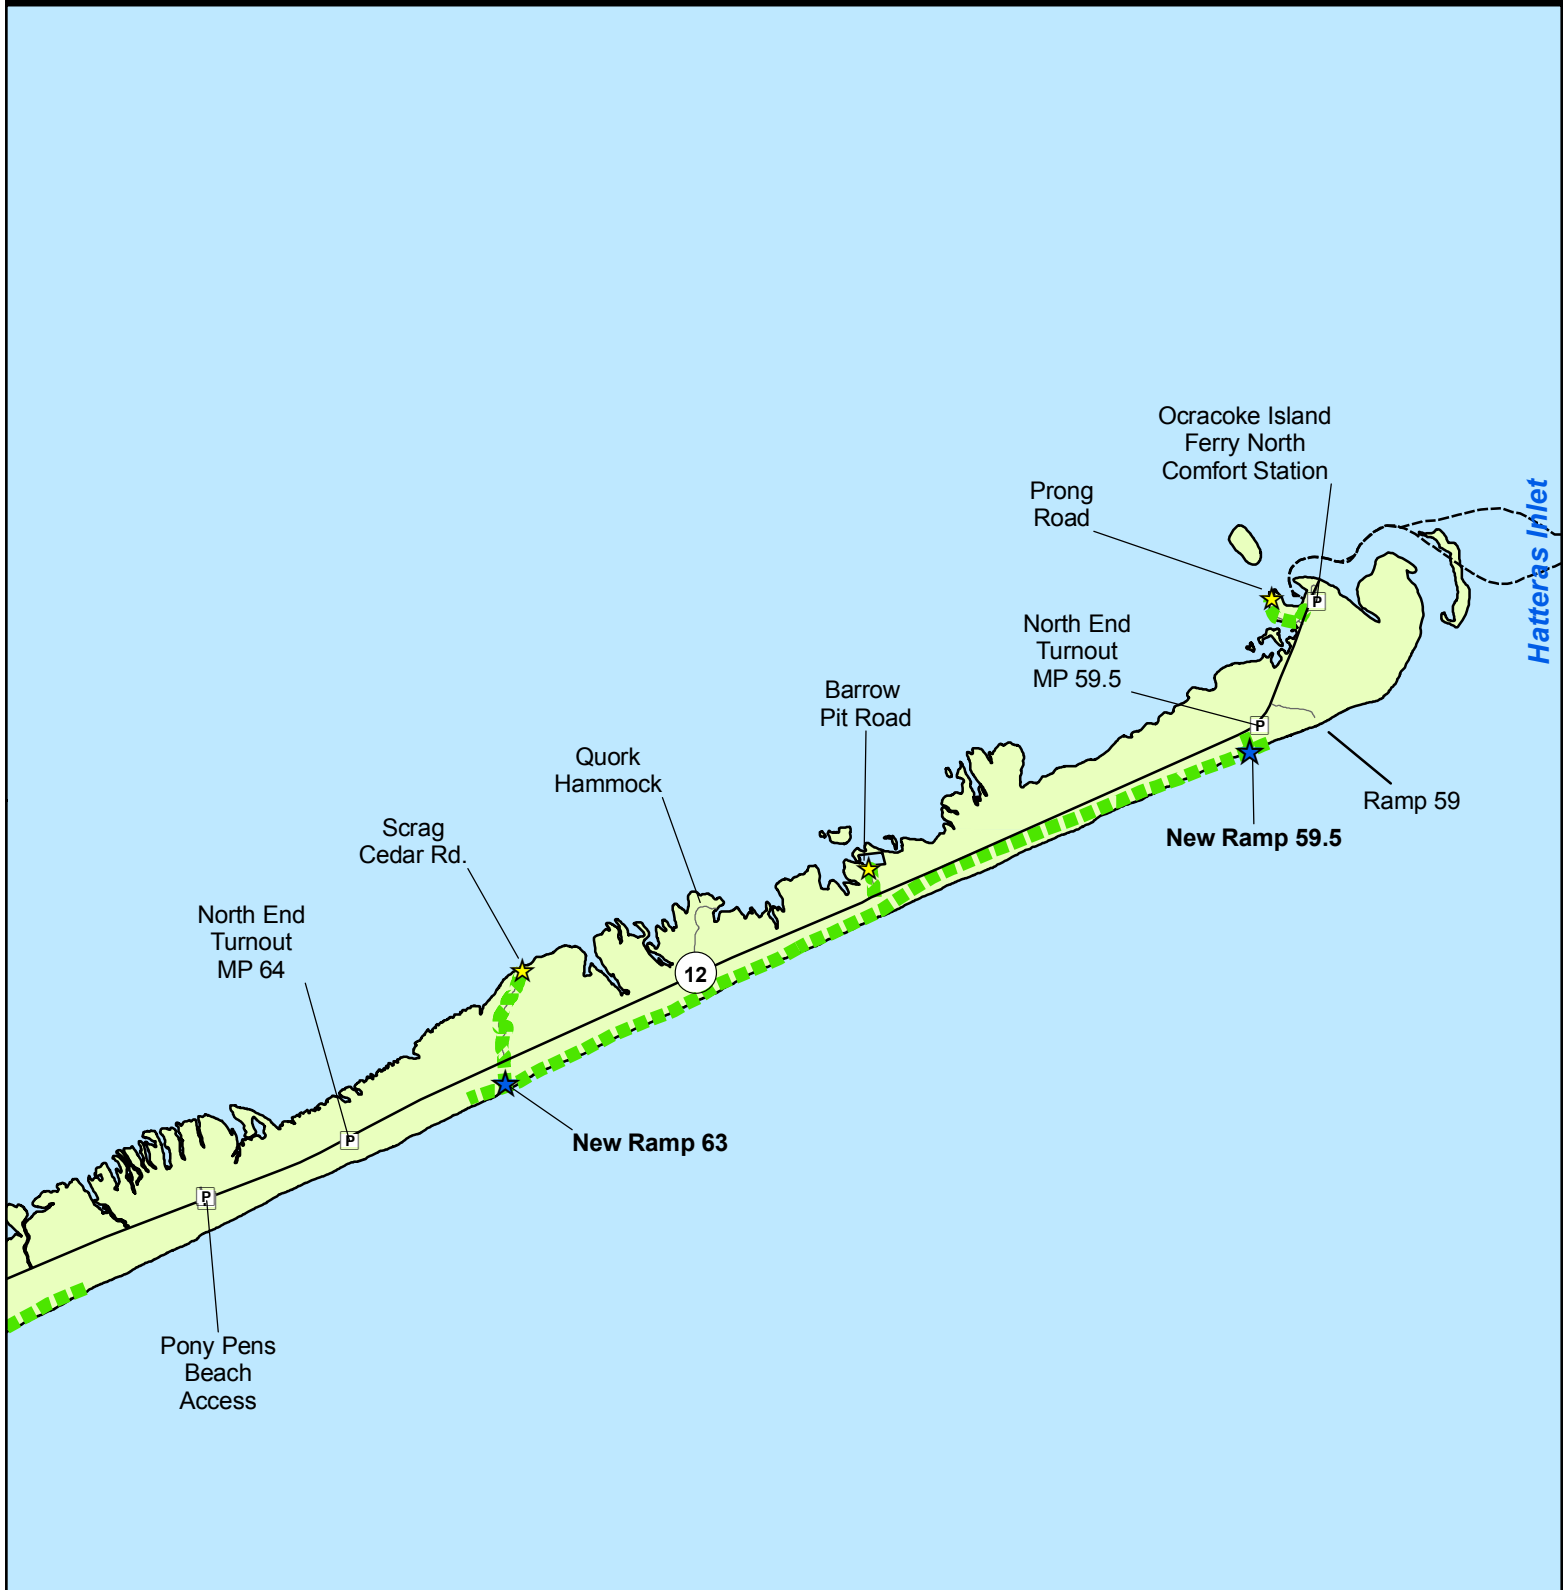 Ocracoke Island
Ferry North
Comfort Station
Prong
Road
Hatteras Inlet
P
North End
Turnout
MP 59.5
Barrow
Pit Road
P
Quork
Hammock
Ramp 59
New Ramp 59.5
Scrag
Cedar Rd.
North End
Turnout
MP 64
12
New Ramp 63
P
P
Pony Pens
Beach
Access